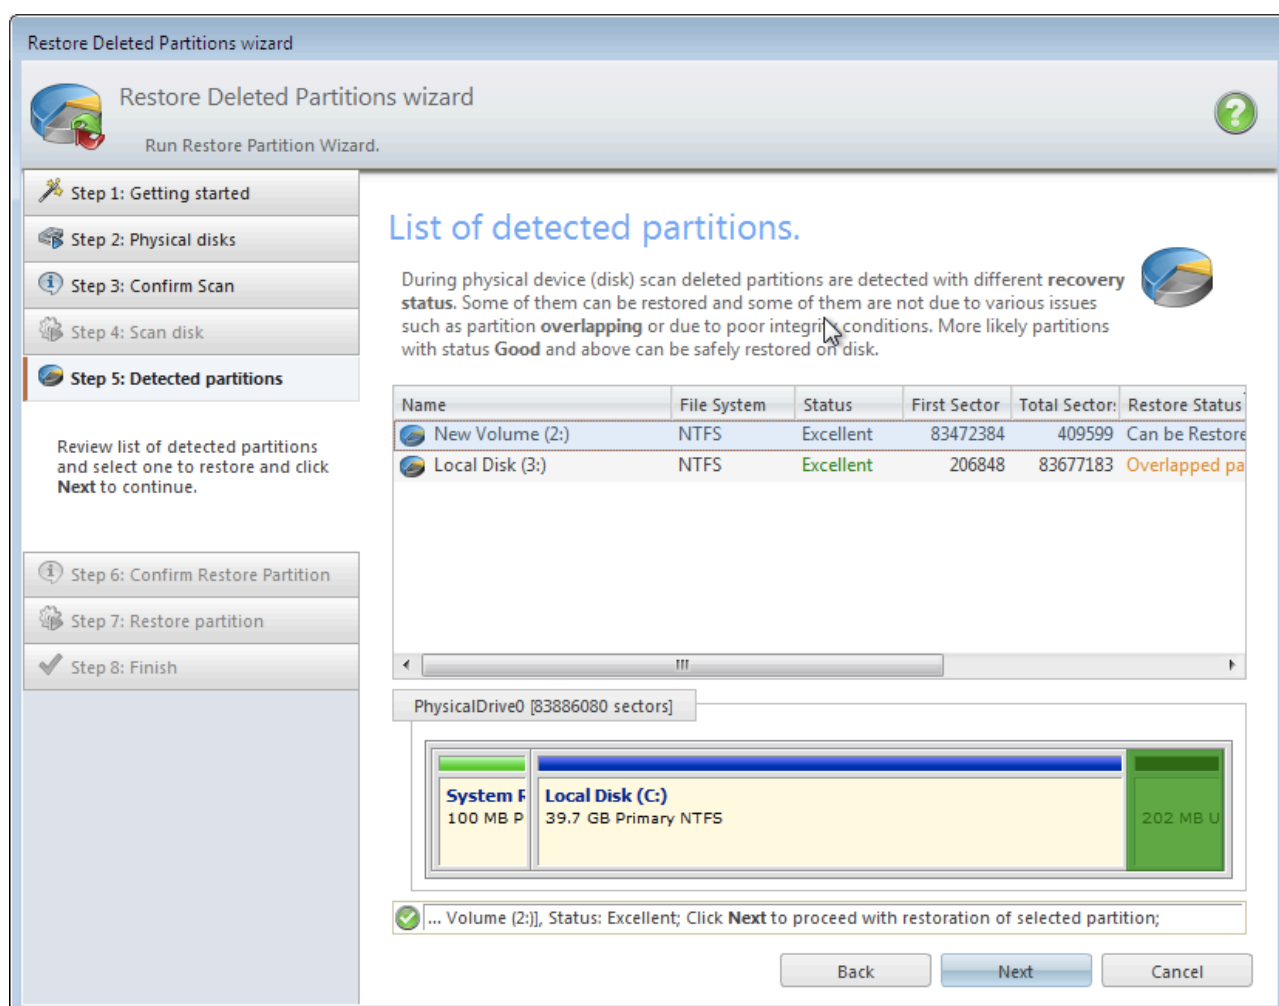 Restore Deleted Partitions wizard
Restore Deleted Partitions wizard
Run Restore Partition Wizard.
Step 1: Getting started
Step 2: Physical disks
Step 3: Confirm Scan
Step 4: Scan disk
Step 5: Detected partitions
Review list of detected partitions
and select one to restore and click
Next to continue.
Step 6: Confirm Restore Partition
Step 7: Restore partition
Step 8: Finish
List of detected partitions.
During physical device (disk) scan deleted partitions are detected with different recovery
status. Some of them can be restored and some of them are not due to various issues
such as partition overlapping or due to poor integrity conditions. More likely partitions
with status Good and above can be safely restored on disk.
Name File System Status First Sector Total Sector: Restore Status
New Volume (2:) NTFS Excellent 83472384 409599 Can be Restore
Local Disk (3:) NTFS Excellent 206848 83677183 Overlapped pa
PhysicalDrive0 [83886080 sectors]
System R
100 MB P
Local Disk (C:)
39.7 GB Primary NTFS
202 MB U
... Volume (2:)], Status: Excellent; Click Next to proceed with restoration of selected partition;
Back Next Cancel